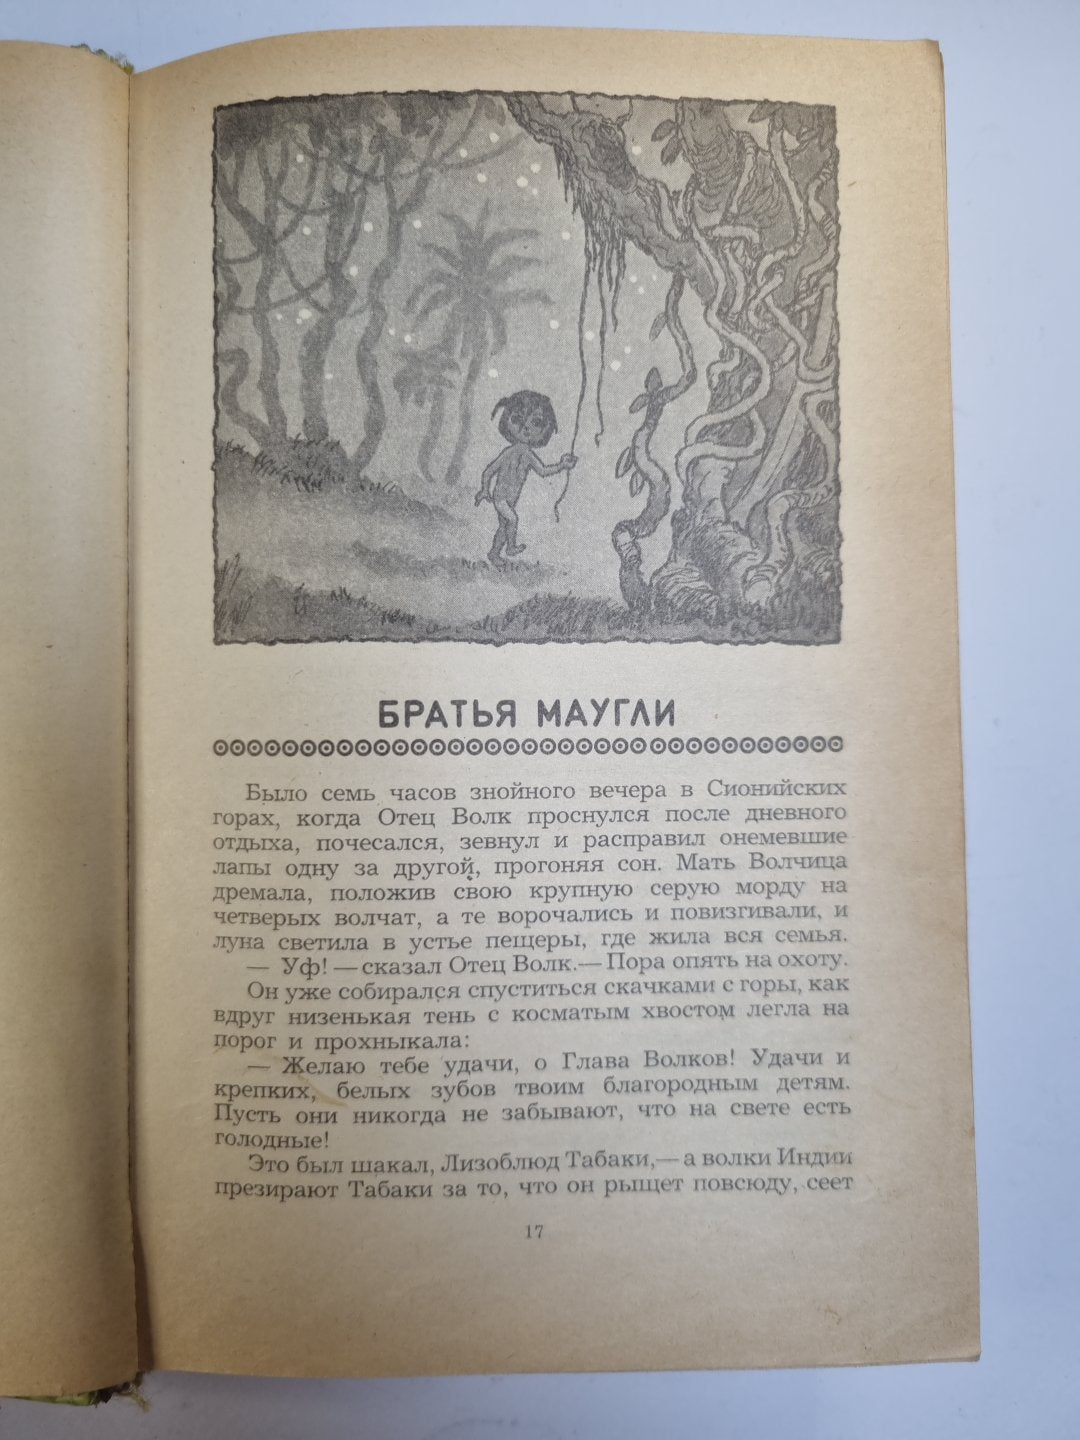 БРАТЬЯ МАУГЛИ
Было семь часов знойного вечера в Сионийских
горах, когда Отец Волк проснулся после дневного
отдыха, почесался, зевнул и расправил онемевшие
лапы одну за другой, прогоняя сон. Мать Волчица
дремала, положив свою крупную серую морду на
четверых волчат, а те ворочались и повизгивали, и
луна светила в устье пещеры, где жила вся семья.
— Уф! — сказал Отец Волк.— Пора опять на охоту.
Он уже собирался спуститься скачками с горы, как
вдруг низенькая тень с косматым хвостом легла на
порог и прохныкала:
— Желаю тебе удачи, о Глава Волков! Удачи и
крепких, белых зубов твоим благородным детям.
Пусть они никогда не забывают, что на свете есть
голодные!
Это был шакал, Лизоблюд Табаки,— а волки Индии
презирают Табаки за то, что он рыщет повсюду, сеет
17